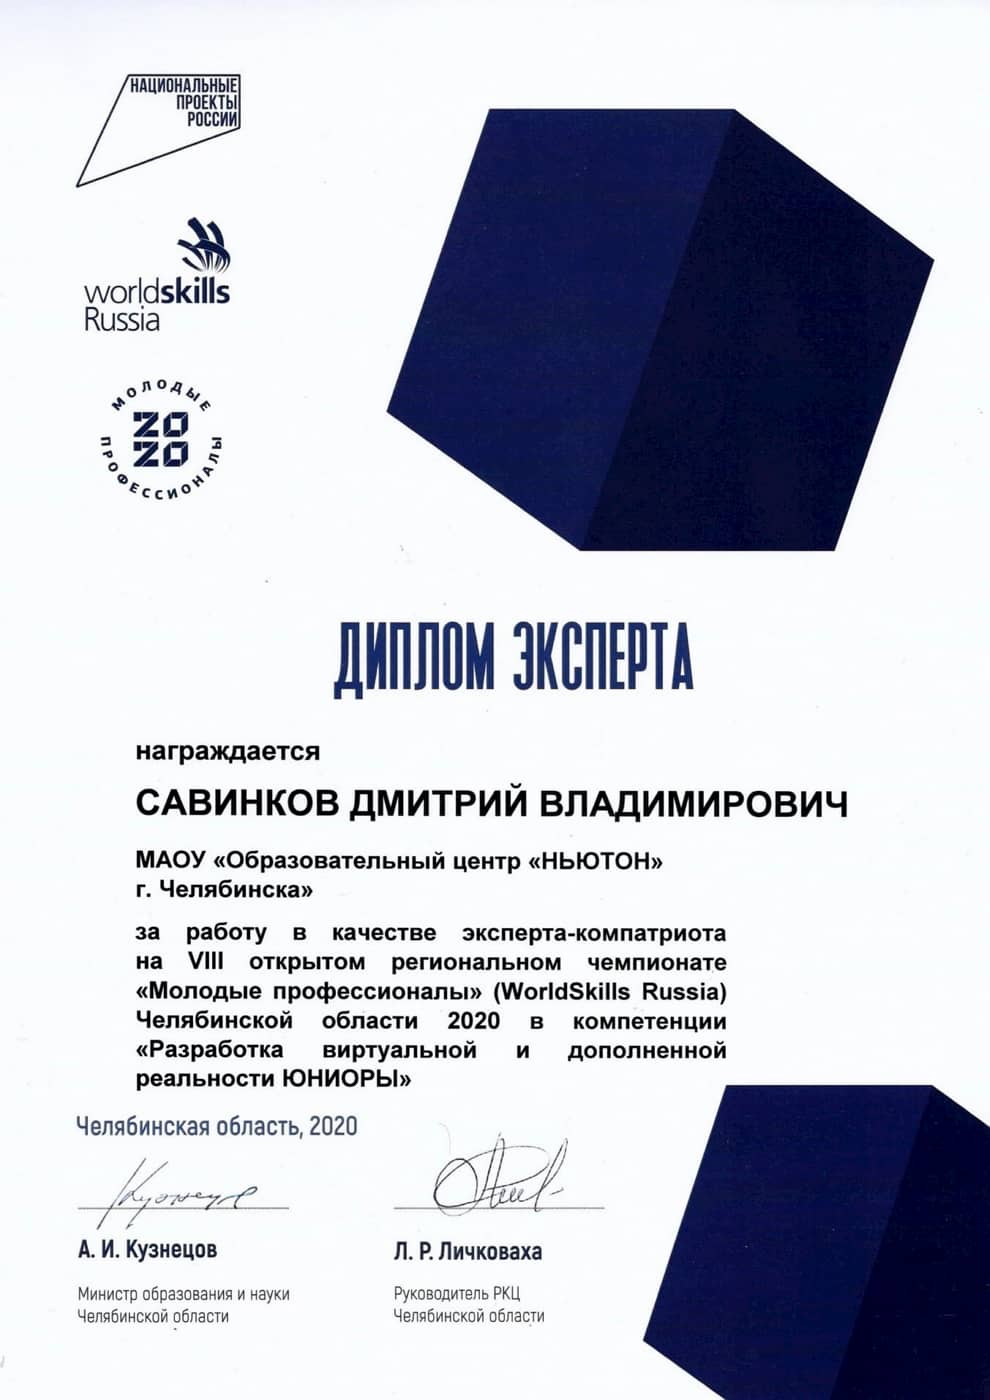 НАЦИОНАЛЬНЫЕ
ПРОЕКТЫ
РОССИИ
worldskills
Russia
МОЛОДЫЕ
20
20
ПРОФЕССИОНАЛЫ
ДИПЛОМ ЭКСПЕРТА
награждается
САВИНКОВ ДМИТРИЙ ВЛАДИМИРОВИЧ
МАОУ «Образовательный центр «НЬЮТОН»
г. Челябинска»
за работу в качестве эксперта-компатриота
на VIII открытом региональном чемпионате
«Молодые профессионалы» (WorldSkills Russia)
Челябинской области 2020 в компетенции
«Разработка виртуальной и дополненной
реальности ЮНИОРЫ»
Челябинская область, 2020
А. И. Кузнецов
Министр образования и науки
Челябинской области
Л. Р. Личковаха
Руководитель РКЦ
Челябинской области